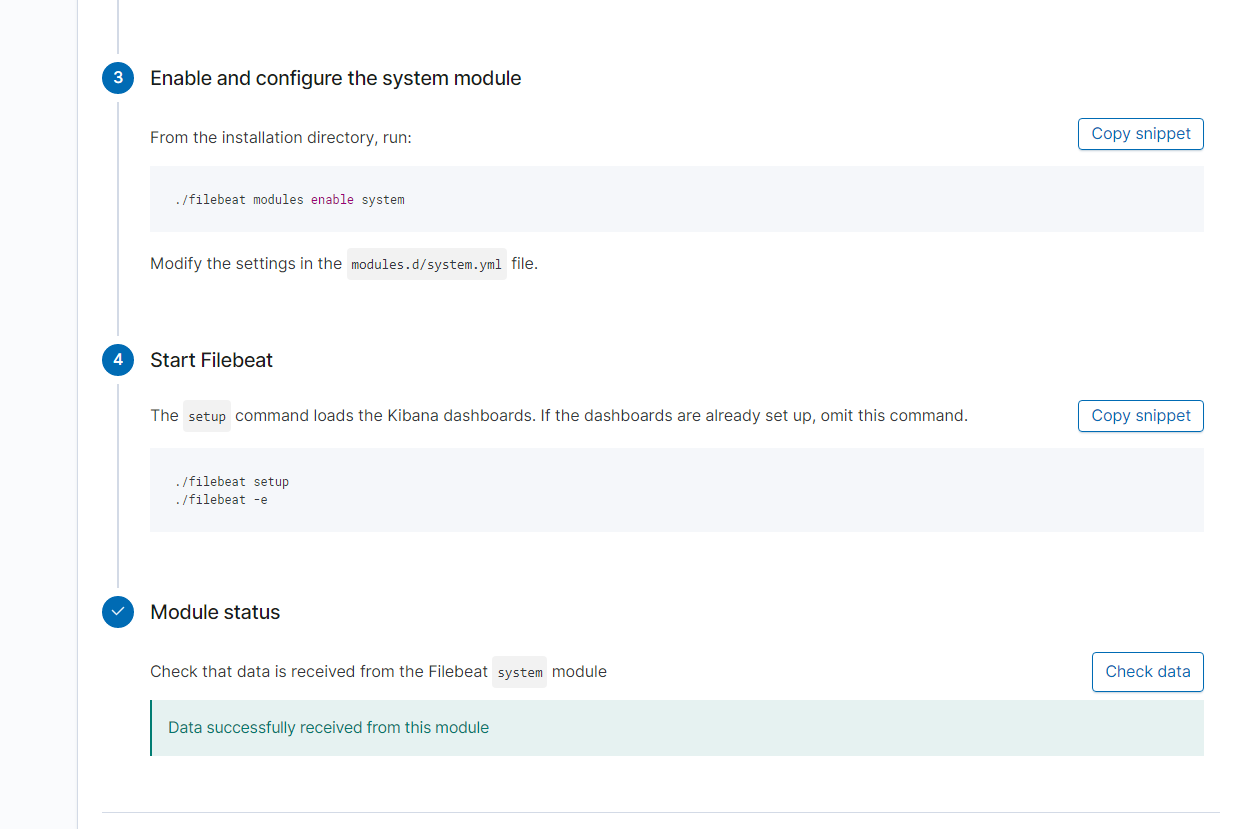 3 Enable and configure the system module
From the installation directory, run:
Copy snippet
./filebeat modules enable system
Modify the settings in the modules.d/system.yml file.
4 Start Filebeat
The setup command loads the Kibana dashboards. If the dashboards are already set up, omit this command.
Copy snippet
./filebeat setup
./filebeat -e
Module status
Check that data is received from the Filebeat system module
Check data
Data successfully received from this module